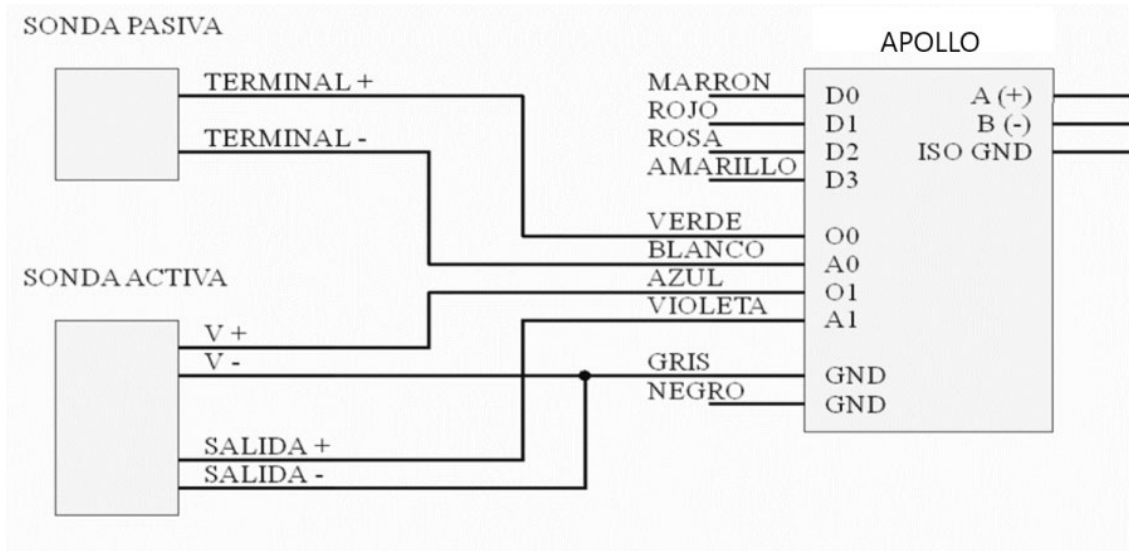 SONDA PASIVA
TERMINAL +
TERMINAL -
SONDA ACTIVA
V +
V -
SALIDA +
SALIDA -
APOLLO
MARRON
D0
ROJO
D1
ROSA
D2
AMARILLO
D3
VERDE
O0
BLANCO
A0
AZUL
O1
VIOLETA
A1
GRIS
GND
NEGRO
GND
A (+)
B (-)
ISO GND